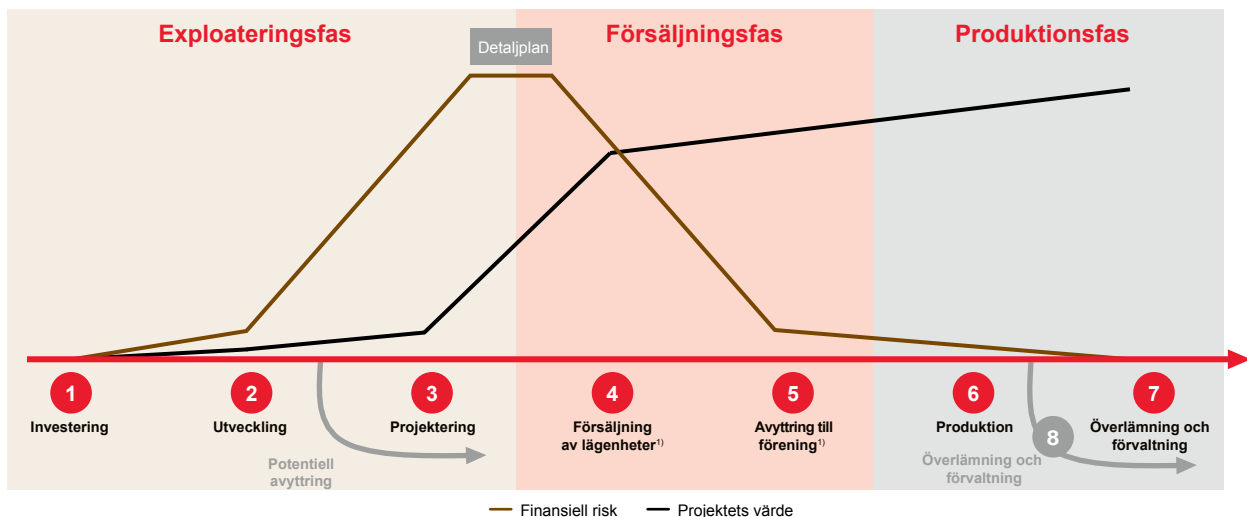 Exploateringsfas
Försäljningsfas
Produktionsfas
Detaljplan
1
2
3
4
5
6
7
Investering
Utveckling
Projektering
Försäljning
av lägenheter¹⁾
Avyttring till
förening¹⁾
Produktion
Överlämning och
förvaltning
8
Potentiell
avyttring
Överlämning och
förvaltning
Finansiell risk
Projektets värde